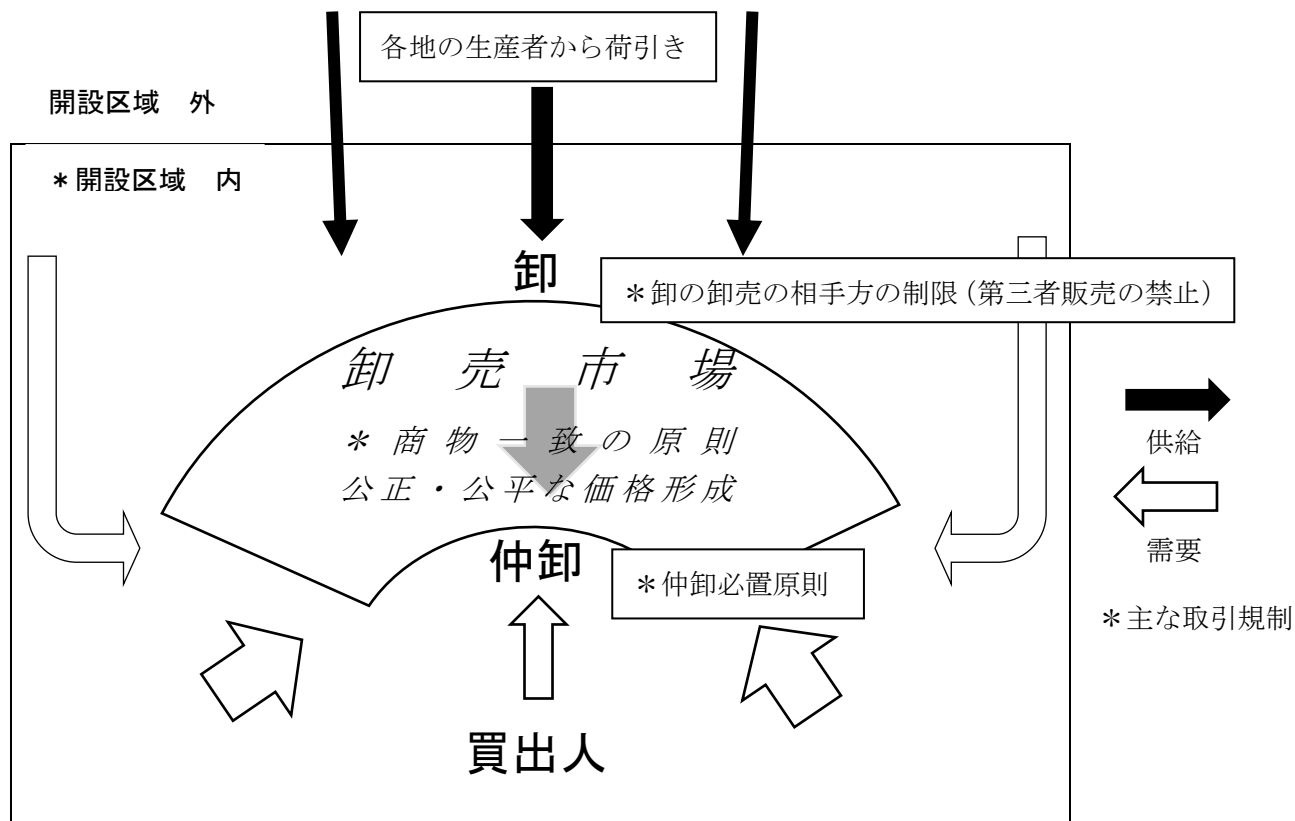 各地の生産者から荷引き
開設区域　外
＊開設区域　内
卸
＊卸の卸売の相手方の制限（第三者販売の禁止）
卸　売　市　場
＊商物一致の原則
公正・公平な価格形成
供給
需要
仲卸
＊仲卸必置原則
＊主な取引規制
買出人